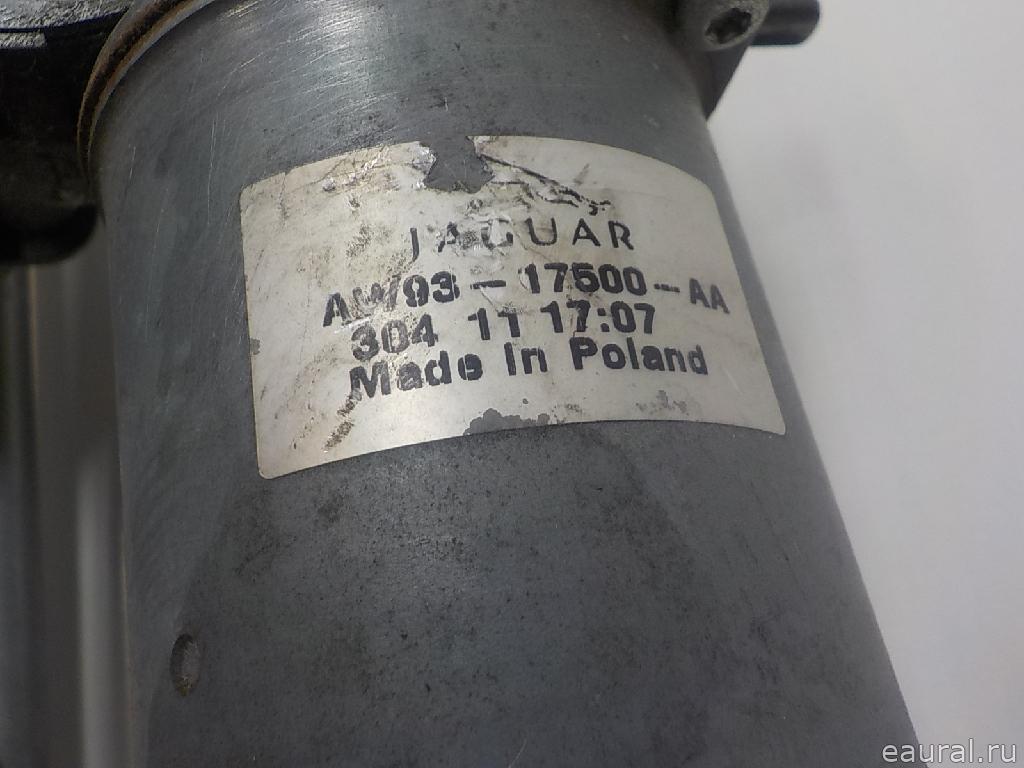 JAGUAR
AW93-17500-AA
304 11 17:07
Made in Poland
eaural.ru